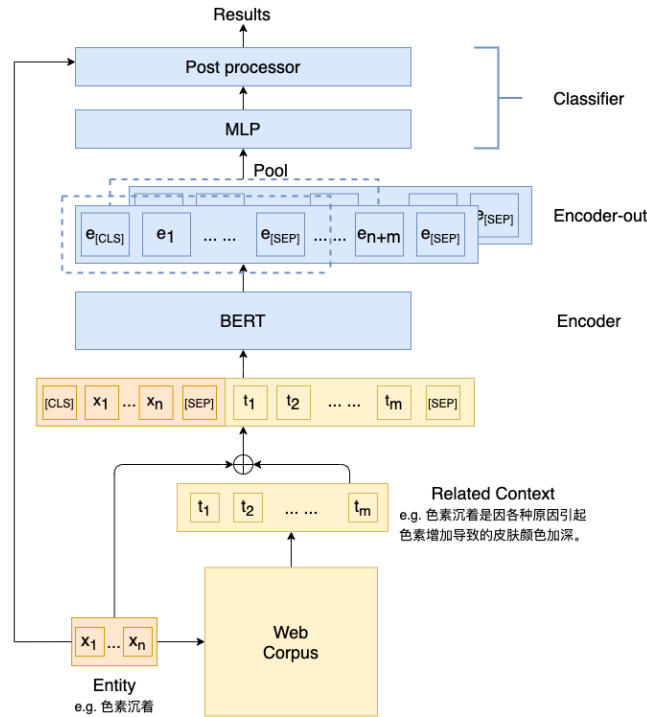 Results
Post processor
Classifier
MLP
Pool
e[SEP]
Encoder-out
e[CLS] e1 ... ... e[SEP] ... ... en+m e[SEP]
BERT
Encoder
[CLS] x1 ... xn [SEP] t1 t2 ... ... tm [SEP]
Related Context
t1 t2 ... ... tm
e.g. 色素沉着是因各种原因引起
色素增加导致的皮肤颜色加深。
Web
Corpus
x1 ... xn
Entity
e.g. 色素沉着